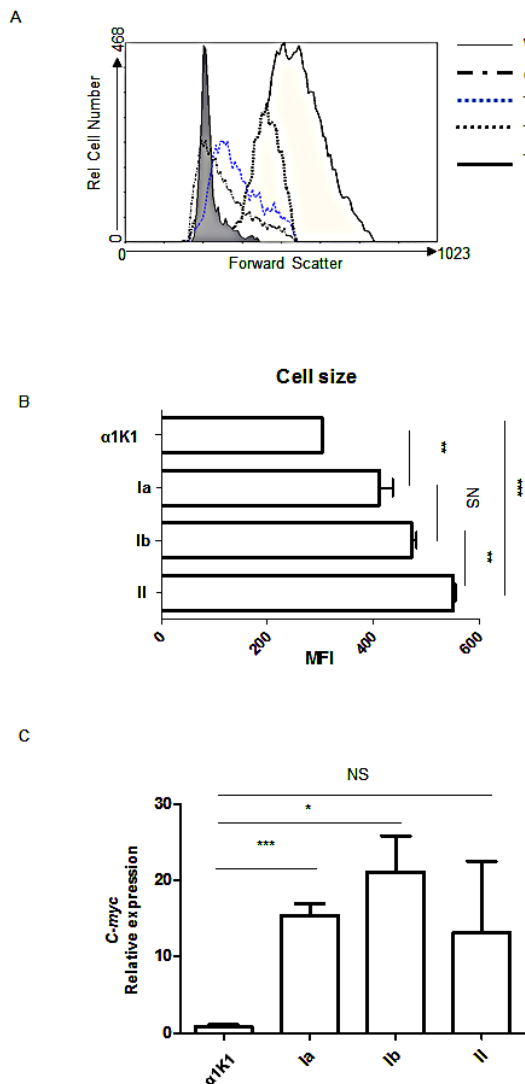 A
468
Rel Cell Number
0
0
1023
Forward Scatter
Cell size
B
α1K1
Ia
Ib
II
**
NS
**
***
0
200
400
600
MFI
C
NS
*
***
30
20
10
0
C-myc
Relative expression
α1K1
Ia
Ib
II